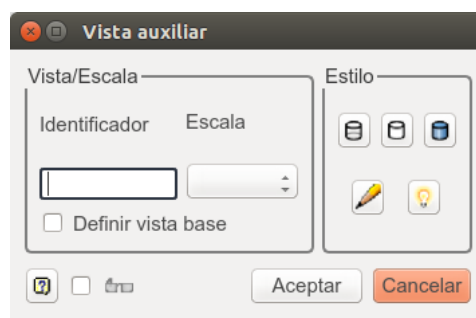 Vista auxiliar
Vista/Escala
Estilo
Identificador
Escala
Definir vista base
Aceptar
Cancelar